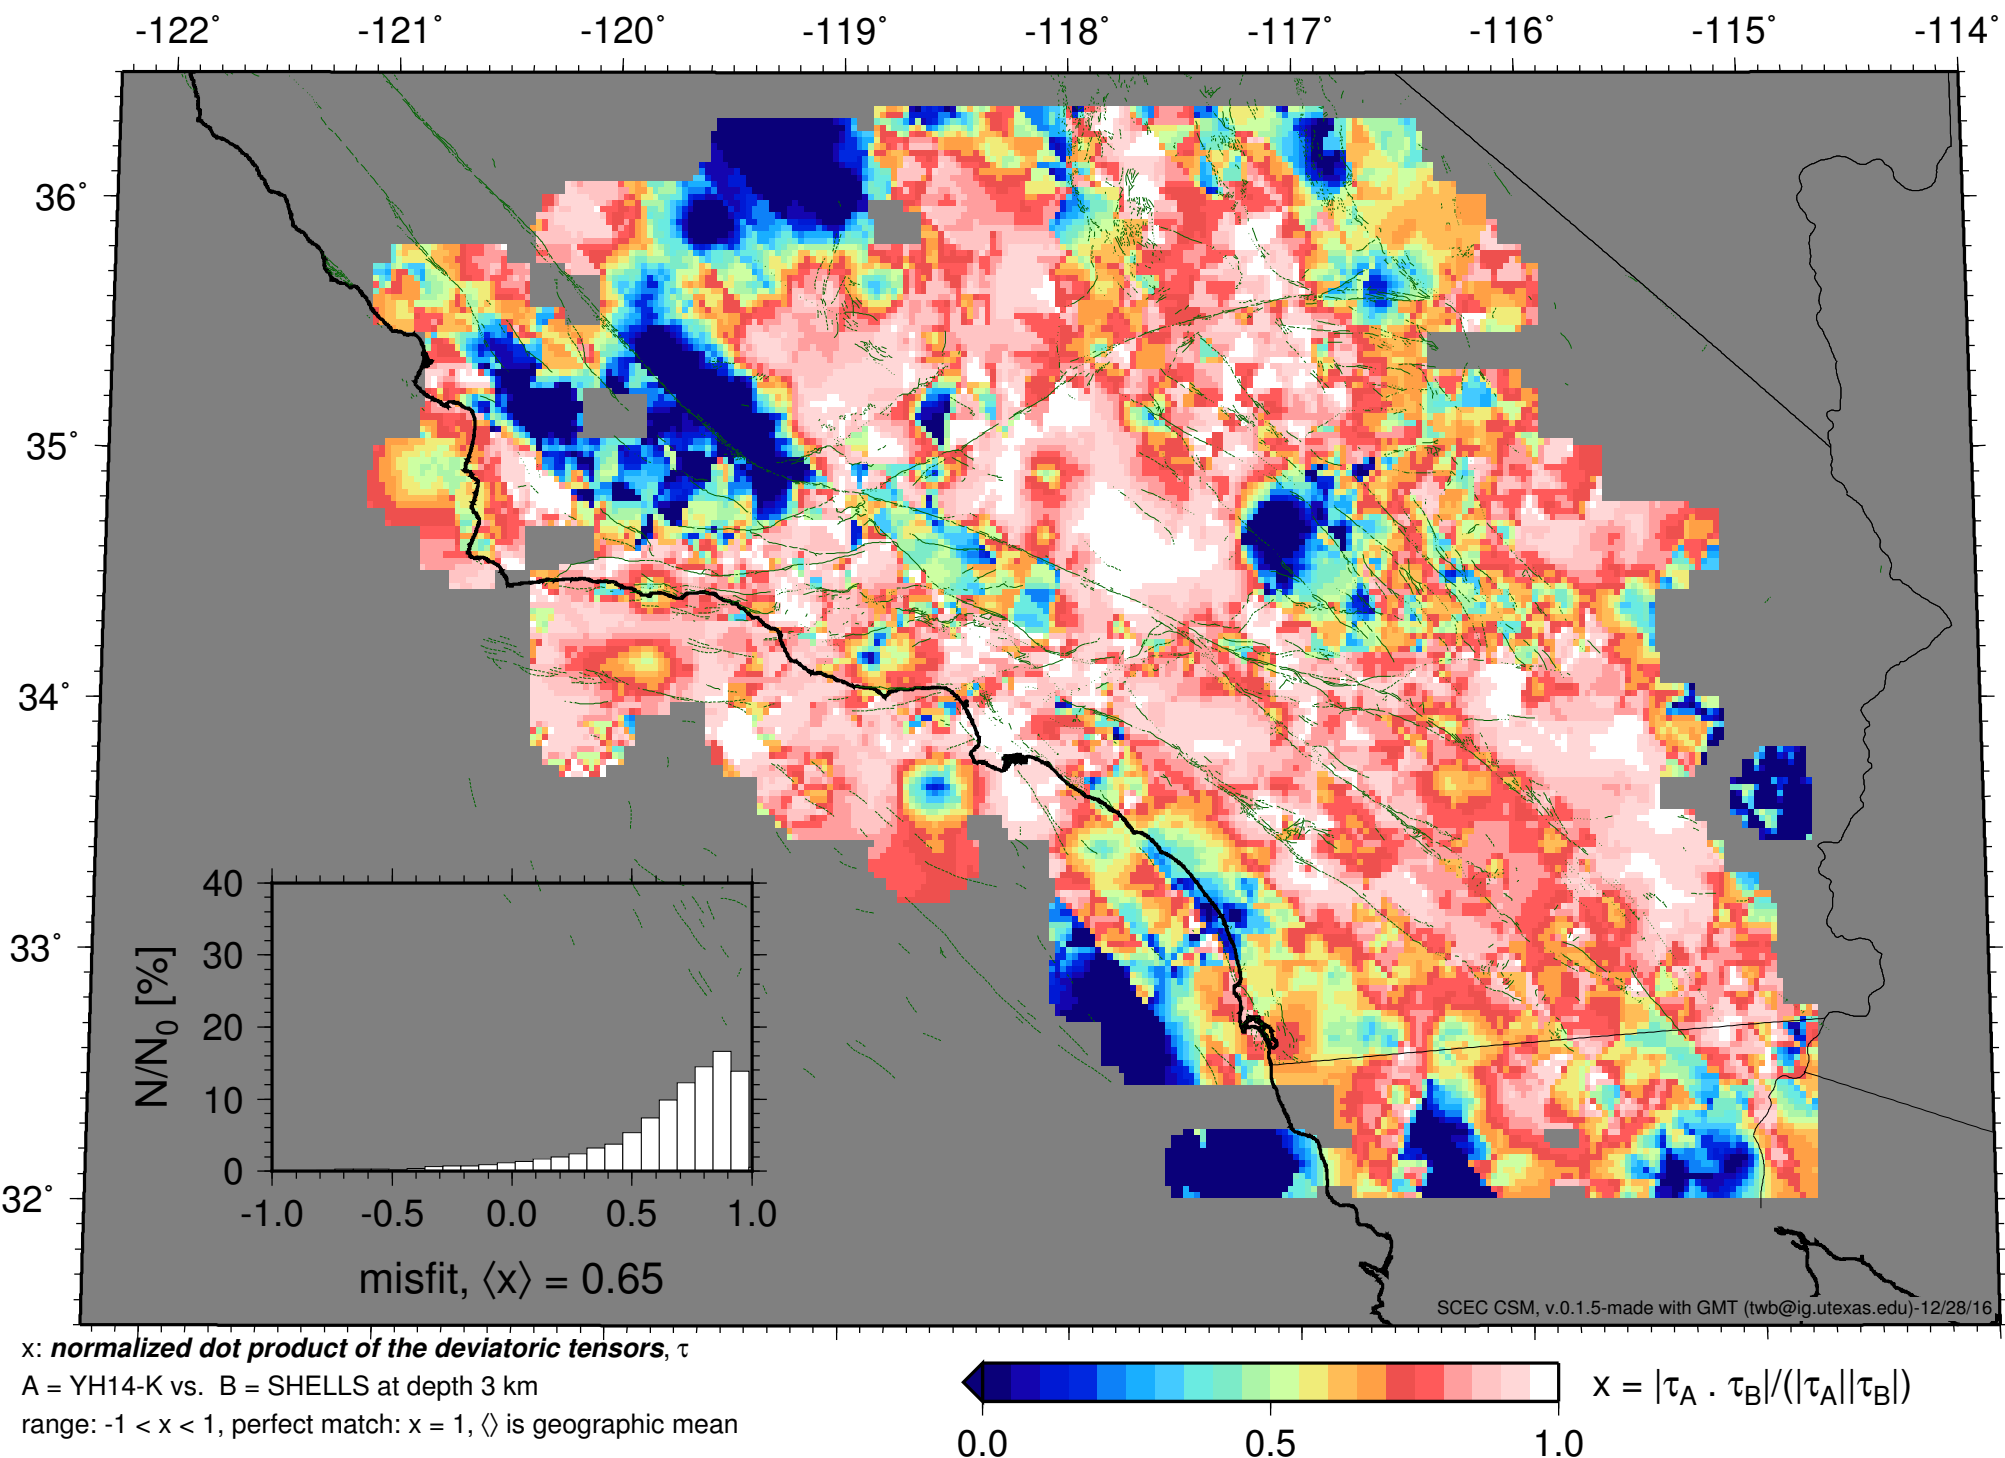 -122° -121° -120° -119° -118° -117° -116° -115° -114°
36°
35°
34°
33°
32°
40
30
20
10
0
N/N0 [%]
-1.0 -0.5 0.0 0.5 1.0
misfit, ⟨x⟩ = 0.65
SCEC CSM, v.0.1.5-made with GMT (twb@ig.utexas.edu)-12/28/16
x: normalized dot product of the deviatoric tensors, τ
A = YH14-K vs. B = SHELLS at depth 3 km
range: -1 < x < 1, perfect match: x = 1, ⟨⟩ is geographic mean
x = |τA . τB|/(|τA||τB|)
0.0 0.5 1.0